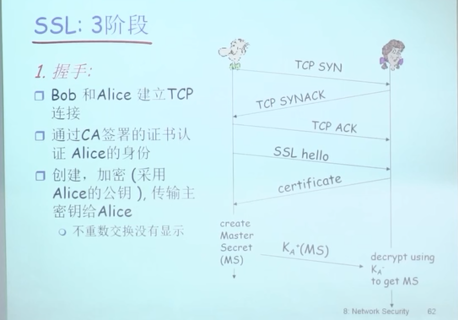 SSL: 3阶段
1. 握手:
Bob 和Alice 建立TCP
连接
通过CA签署的证书认
证 Alice的身份
创建，加密 (采用
Alice的公钥 ), 传输主
密钥给Alice
不重数交换没有显示
TCP SYN
TCP SYNACK
TCP ACK
SSL hello
certificate
create
Master
Secret
(MS)
KA+(MS)
decrypt using
KA-
to get MS
8: Network Security 62